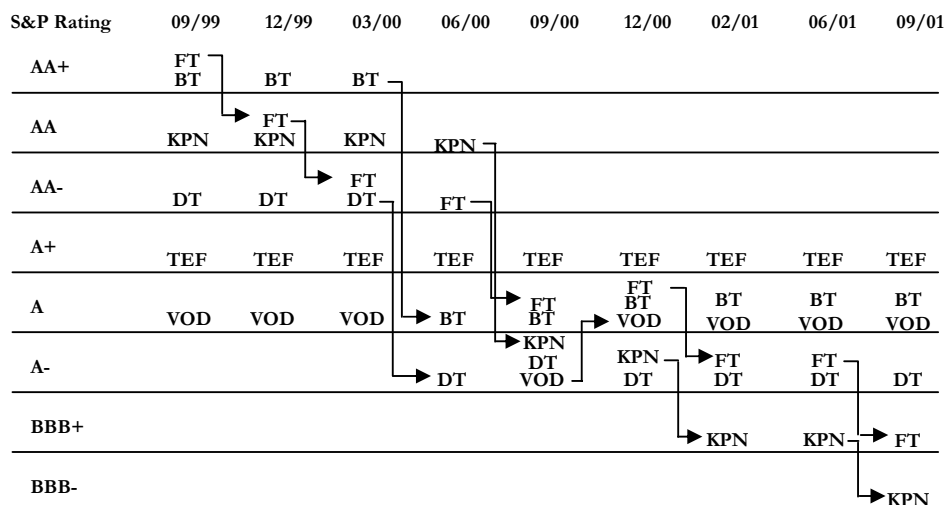 S&P Rating 09/99 12/99 03/00 06/00 09/00 12/00 03/01 06/01 09/01
FT
AA+ BT BT BT
FT
AA KPN KPN KPN KPN
FT
AA- DT DT DT FT
A+ TEF TEF TEF TEF TEF TEF TEF TEF TEF
FT
FT BT BT BT BT
A VOD VOD VOD BT BT VOD VOD VOD VOD
KPN
DT KPN FT FT
A- DT VOD DT DT DT DT
BBB+ KPN KPN FT
BBB- KPN